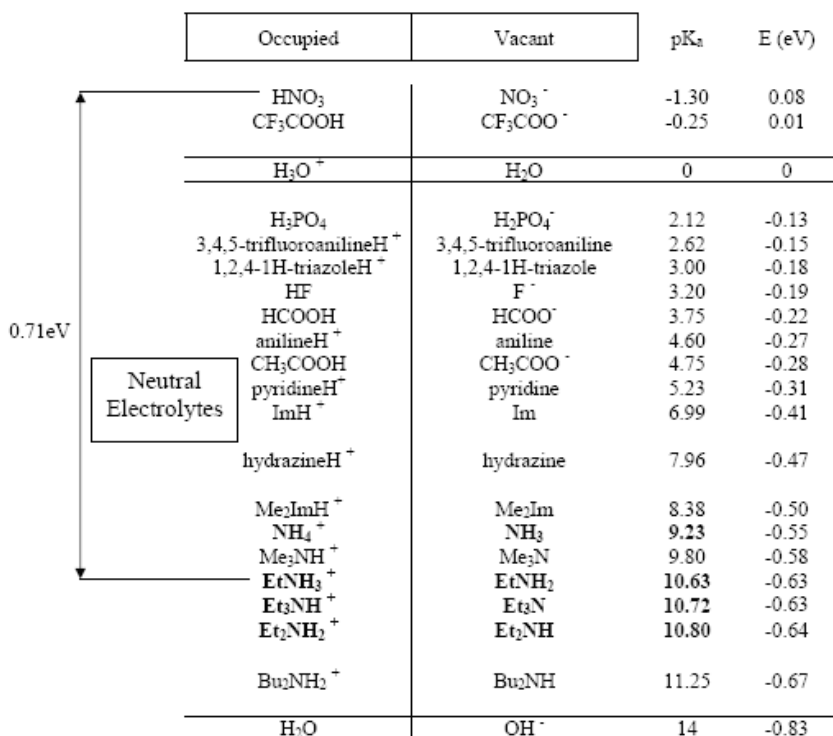 Occupied Vacant pKₐ E (eV)
HNO₃ NO₃⁻ -1.30 0.08
CF₃COOH CF₃COO⁻ -0.25 0.01
H₃O⁺ H₂O 0 0
H₃PO₄ H₂PO₄⁻ 2.12 -0.13
3,4,5-trifluoroanilineH⁺ 3,4,5-trifluoroaniline 2.62 -0.15
1,2,4-1H-triazoleH⁺ 1,2,4-1H-triazole 3.00 -0.18
HF F⁻ 3.20 -0.19
0.71eV HCOOH HCOO⁻ 3.75 -0.22
anilineH⁺ aniline 4.60 -0.27
CH₃COOH CH₃COO⁻ 4.75 -0.28
Neutral pyridineH⁺ pyridine 5.23 -0.31
Electrolytes ImH⁺ Im 6.99 -0.41
hydrazineH⁺ hydrazine 7.96 -0.47
Me₂ImH⁺ Me₂Im 8.38 -0.50
NH₄⁺ NH₃ 9.23 -0.55
Me₃NH⁺ Me₃N 9.80 -0.58
EtNH₃⁺ EtNH₂ 10.63 -0.63
Et₃NH⁺ Et₃N 10.72 -0.63
Et₂NH₂⁺ Et₂NH 10.80 -0.64
Bu₂NH₂⁺ Bu₂NH 11.25 -0.67
H₂O OH⁻ 14 -0.83